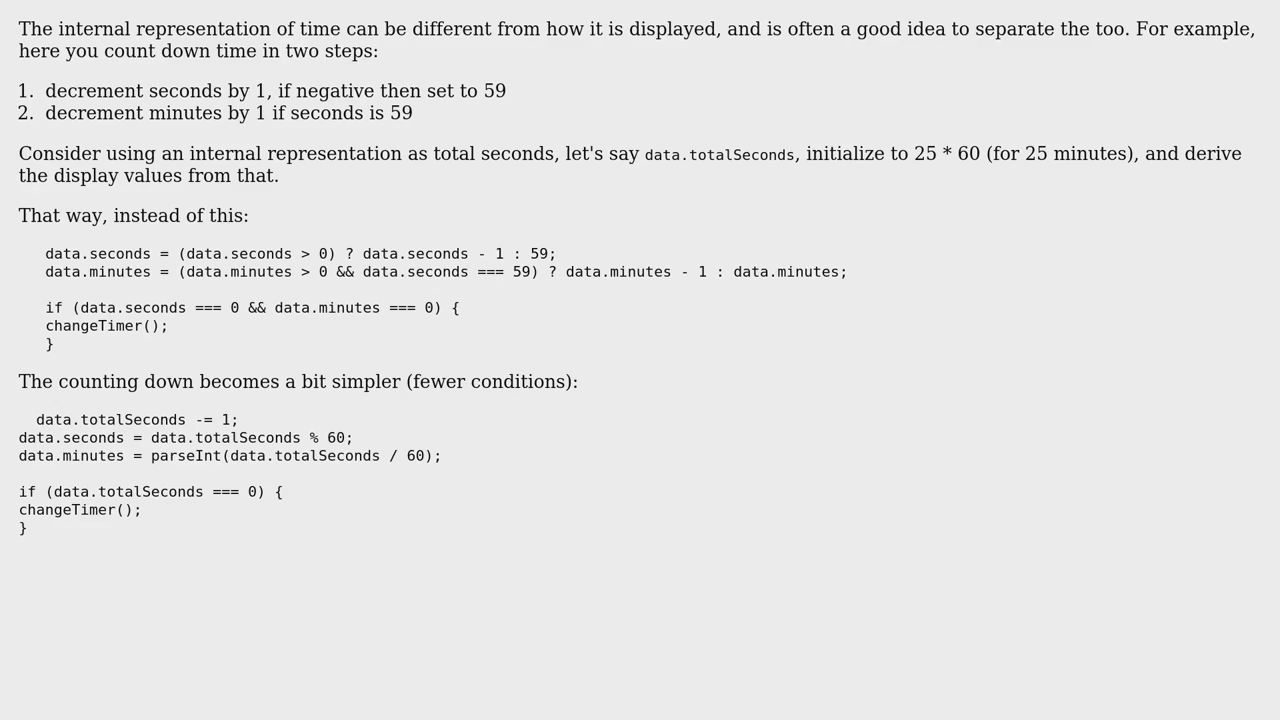 The internal representation of time can be different from how it is displayed, and is often a good idea to separate the too. For example,
here you count down time in two steps:
1. decrement seconds by 1, if negative then set to 59
2. decrement minutes by 1 if seconds is 59
Consider using an internal representation as total seconds, let's say data.totalSeconds, initialize to 25 * 60 (for 25 minutes), and derive
the display values from that.
That way, instead of this:
data.seconds = (data.seconds > 0) ? data.seconds - 1 : 59;
data.minutes = (data.minutes > 0 && data.seconds === 59) ? data.minutes - 1 : data.minutes;
if (data.seconds === 0 && data.minutes === 0) {
changeTimer();
}
The counting down becomes a bit simpler (fewer conditions):
data.totalSeconds -= 1;
data.seconds = data.totalSeconds % 60;
data.minutes = parseInt(data.totalSeconds / 60);
if (data.totalSeconds === 0) {
changeTimer();
}